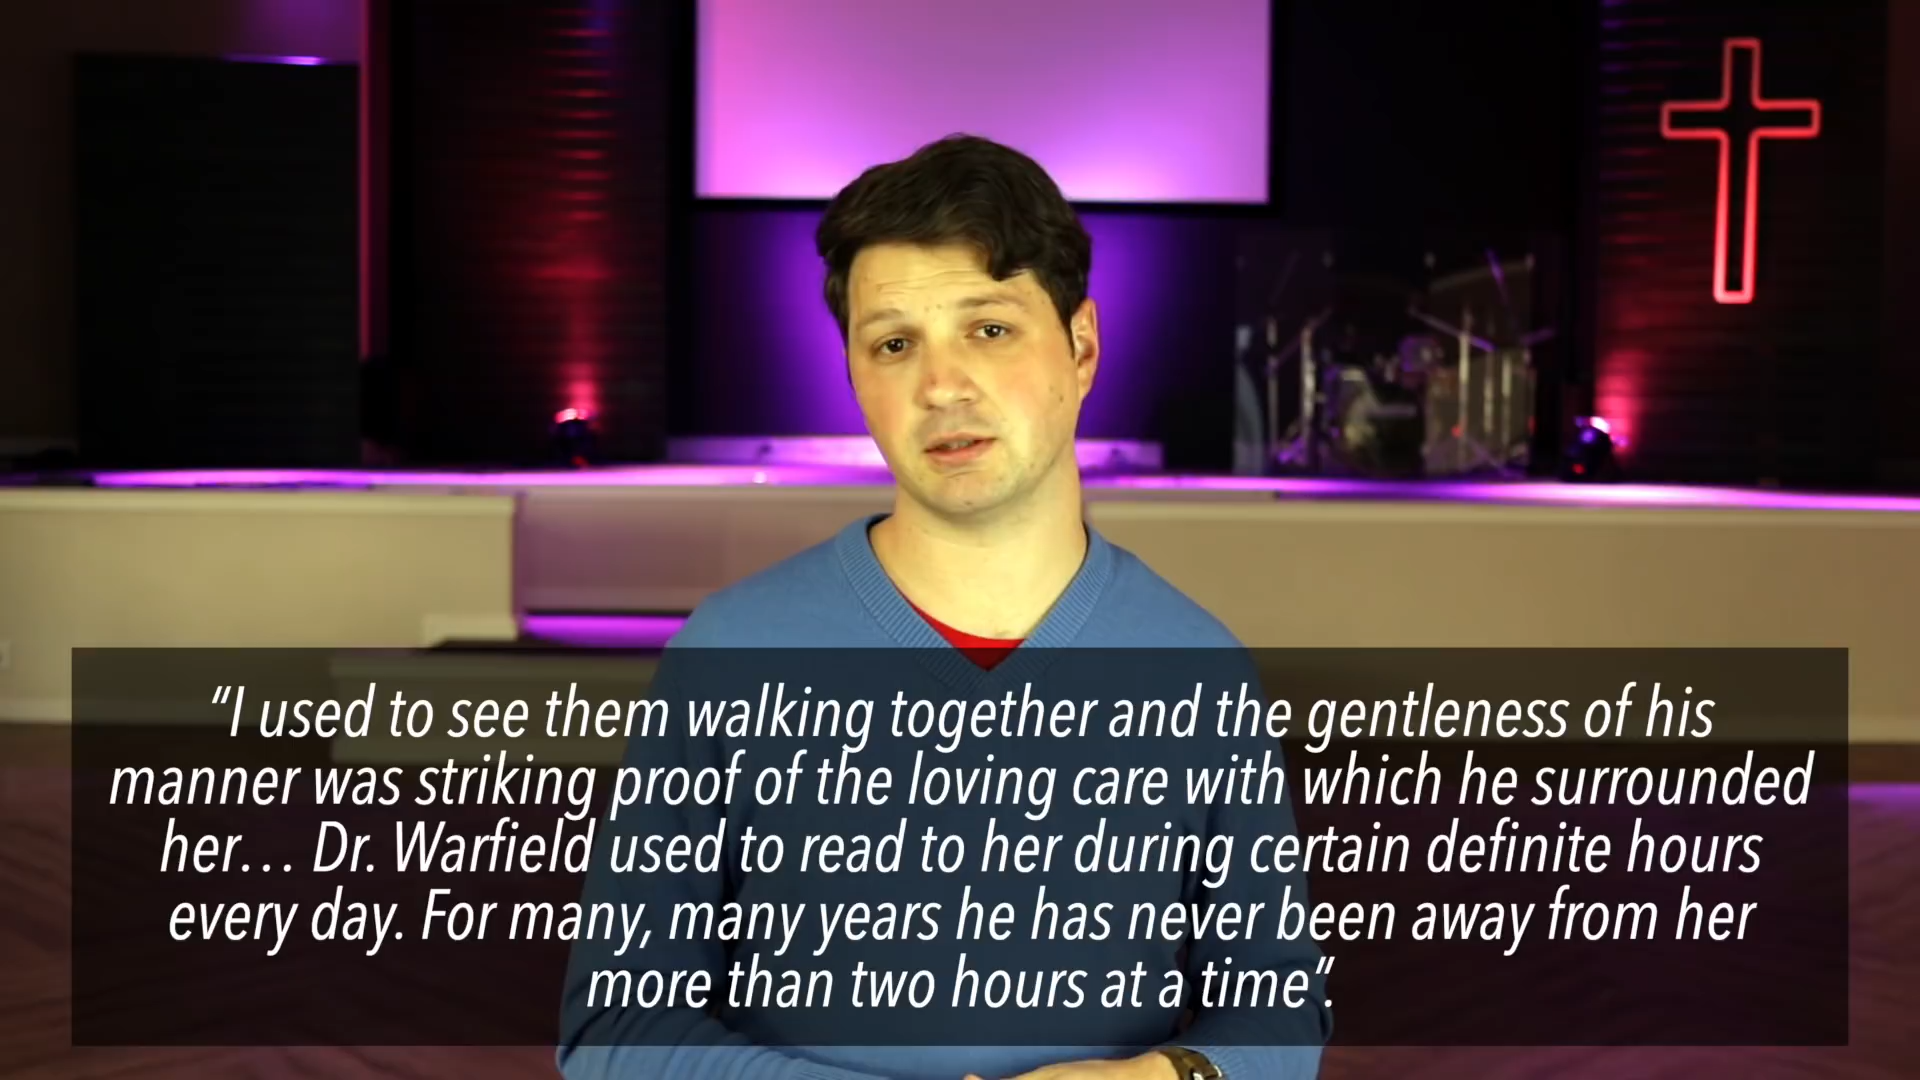 “I used to see them walking together and the gentleness of his
manner was striking proof of the loving care with which he surrounded
her… Dr. Warfield used to read to her during certain definite hours
every day. For many, many years he has never been away from her
more than two hours at a time”.